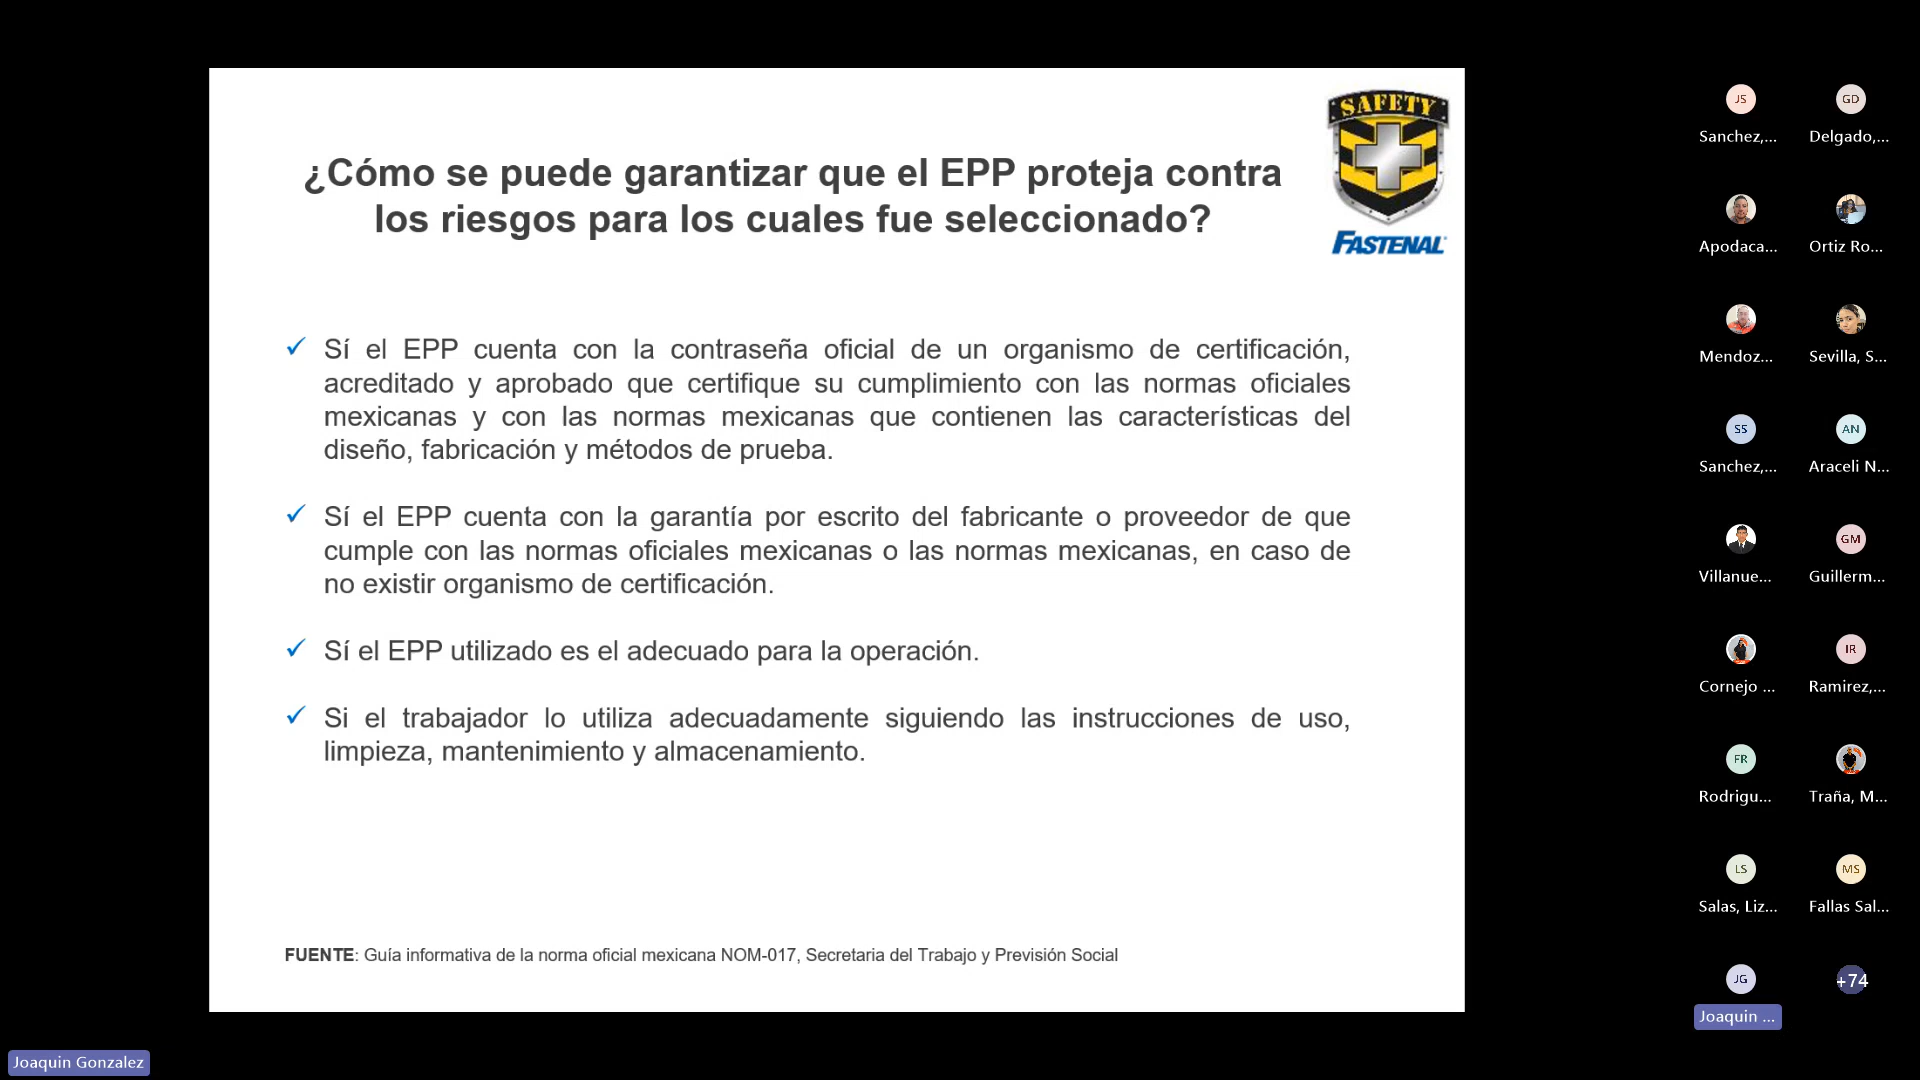 SAFETY
FASTENAL
¿Cómo se puede garantizar que el EPP proteja contra
los riesgos para los cuales fue seleccionado?
Sí el EPP cuenta con la contraseña oficial de un organismo de certificación,
acreditado y aprobado que certifique su cumplimiento con las normas oficiales
mexicanas y con las normas mexicanas que contienen las características del
diseño, fabricación y métodos de prueba.
Sí el EPP cuenta con la garantía por escrito del fabricante o proveedor de que
cumple con las normas oficiales mexicanas o las normas mexicanas, en caso de
no existir organismo de certificación.
Sí el EPP utilizado es el adecuado para la operación.
Si el trabajador lo utiliza adecuadamente siguiendo las instrucciones de uso,
limpieza, mantenimiento y almacenamiento.
FUENTE: Guía informativa de la norma oficial mexicana NOM-017, Secretaria del Trabajo y Previsión Social
JS
GD
Sanchez,...
Delgado,...
Apodaca...
Ortiz Ro...
Mendoz...
Sevilla, S...
SS
AN
Sanchez,...
Araceli N...
GM
Villanue...
Guillerm...
IR
Cornejo ...
Ramirez,...
FR
Rodrigu...
Traña, M...
LS
MS
Salas, Liz...
Fallas Sal...
JG
+74
Joaquin ...
Joaquin Gonzalez